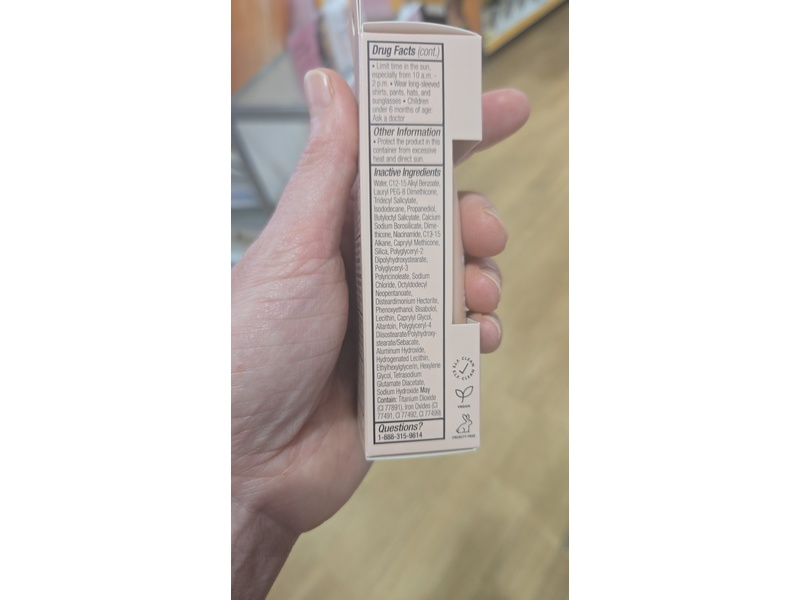 Drug Facts (cont.)
• Limit time in the sun,
especially from 10 a.m. -
2 p.m. • Wear long-sleeved
shirts, pants, hats, and
sunglasses • Children
under 6 months of age:
Ask a doctor
Other Information
• Protect the product in this
container from excessive
heat and direct sun.
Inactive Ingredients
Water, C12-15 Alkyl Benzoate,
Lauryl PEG-8 Dimethicone,
Tridecyl Salicylate,
Isododecane, Propanediol,
Butyloctyl Salicylate, Calcium
Sodium Borosilicate, Dime-
thicone, Niacinamide, C13-15
Alkane, Caprylyl Methicone,
Silica, Polyglyceryl-2
Dipolyhydroxystearate,
Polyglyceryl-3
Polyricinoleate, Sodium
Chloride, Octyldodecyl
Neopentanoate,
Disteardimonium Hectorite,
Phenoxyethanol, Bisabolol,
Lecithin, Caprylyl Glycol,
Allantoin, Polyglyceryl-4
Diisostearate/Polyhydroxy-
stearate/Sebacate,
Aluminum Hydroxide,
Hydrogenated Lecithin,
Ethylhexylglycerin, Hexylene
Glycol, Tetrasodium
Glutamate Diacetate,
Sodium Hydroxide May
Contain: Titanium Dioxide
(CI 77891), Iron Oxides (CI
77491, CI 77492, CI 77499)
Questions?
1-888-315-9814
VEGAN
CRUELTY-FREE